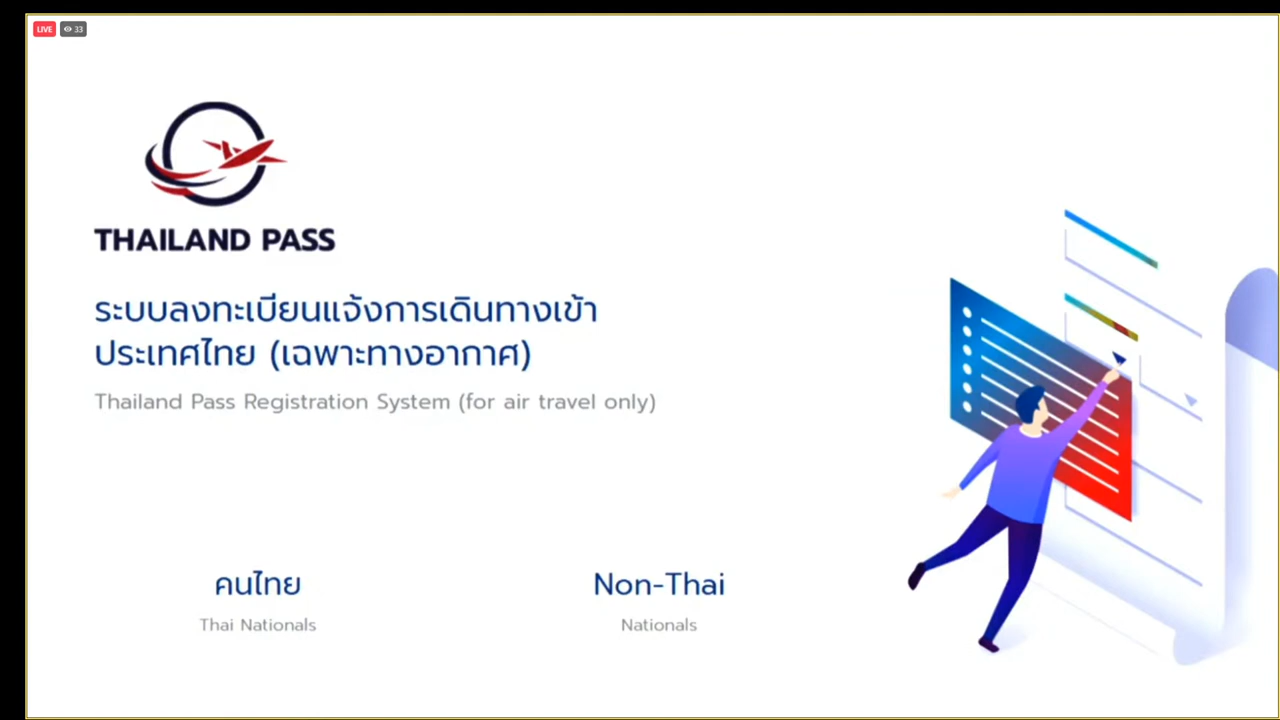 LIVE 33
THAILAND PASS
ระบบลงทะเบียนแจ้งการเดินทางเข้า
ประเทศไทย (เฉพาะทางอากาศ)
Thailand Pass Registration System (for air travel only)
คนไทย
Thai Nationals
Non-Thai
Nationals